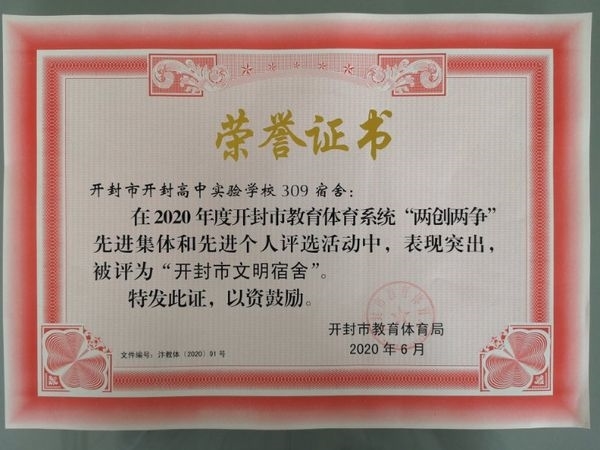 荣誉证书
开封市开封高中实验学校309宿舍：
在2020年度开封市教育体育系统“两创两争”
先进集体和先进个人评选活动中，表现突出，
被评为“开封市文明宿舍”。
特发此证，以资鼓励。
开封市教育体育局
2020年6月
文件编号：汴教体〔2020〕91号